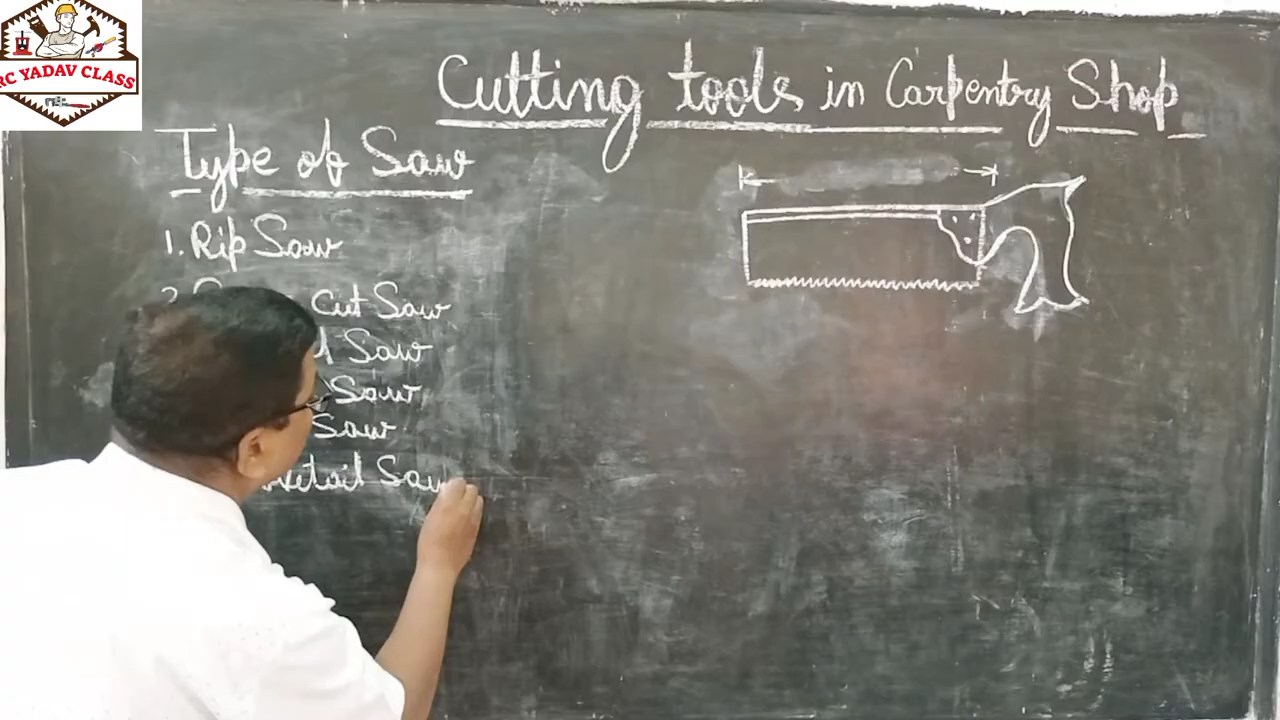 RC YADAV CLASS
Cutting tools in Carpentry Shop
Type of Saw
1. Rip Saw
2. Cut Saw
Saw
Saw
Saw
Saw